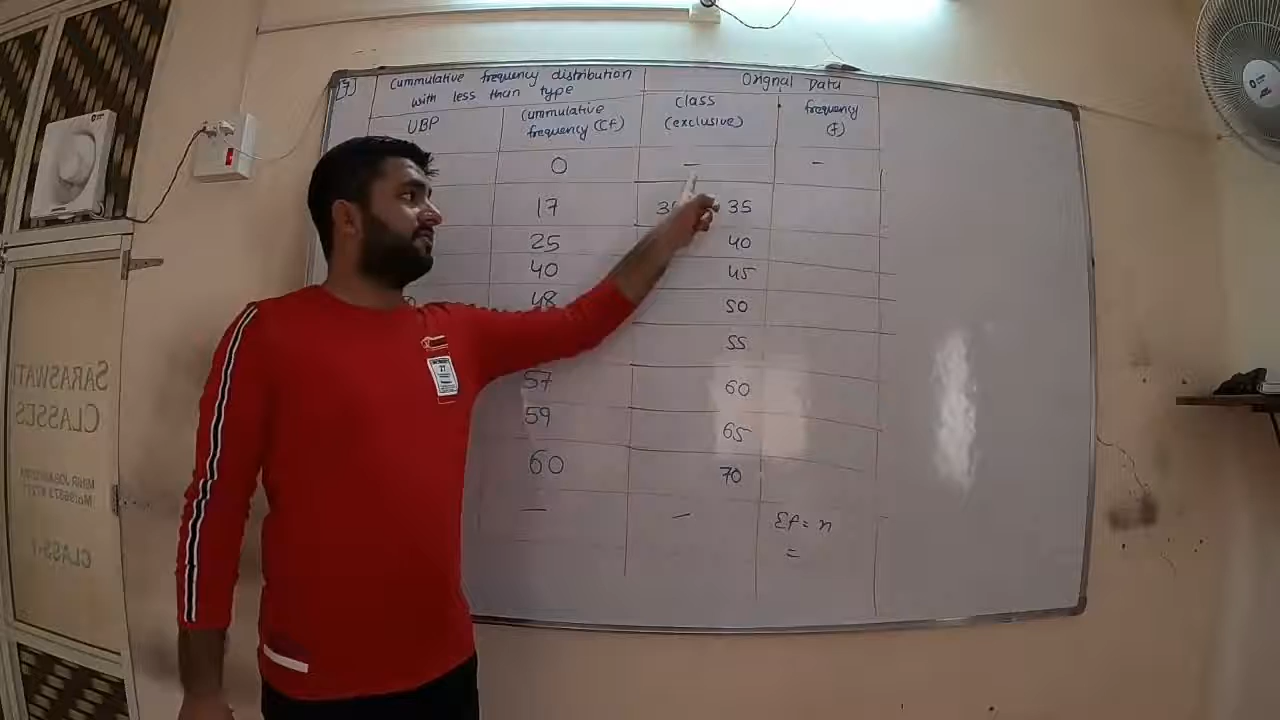 [4] Cummulative frequency distribution with less than type Orignal Data
UBP Cummulative frequency (Cf) Class (exclusive) frequency (f)
0 – –
17 35
25 40
40 45
48 50
55
57 60
59 65
60 70
– – Σf = n
=
SARASWATI
CLASSES